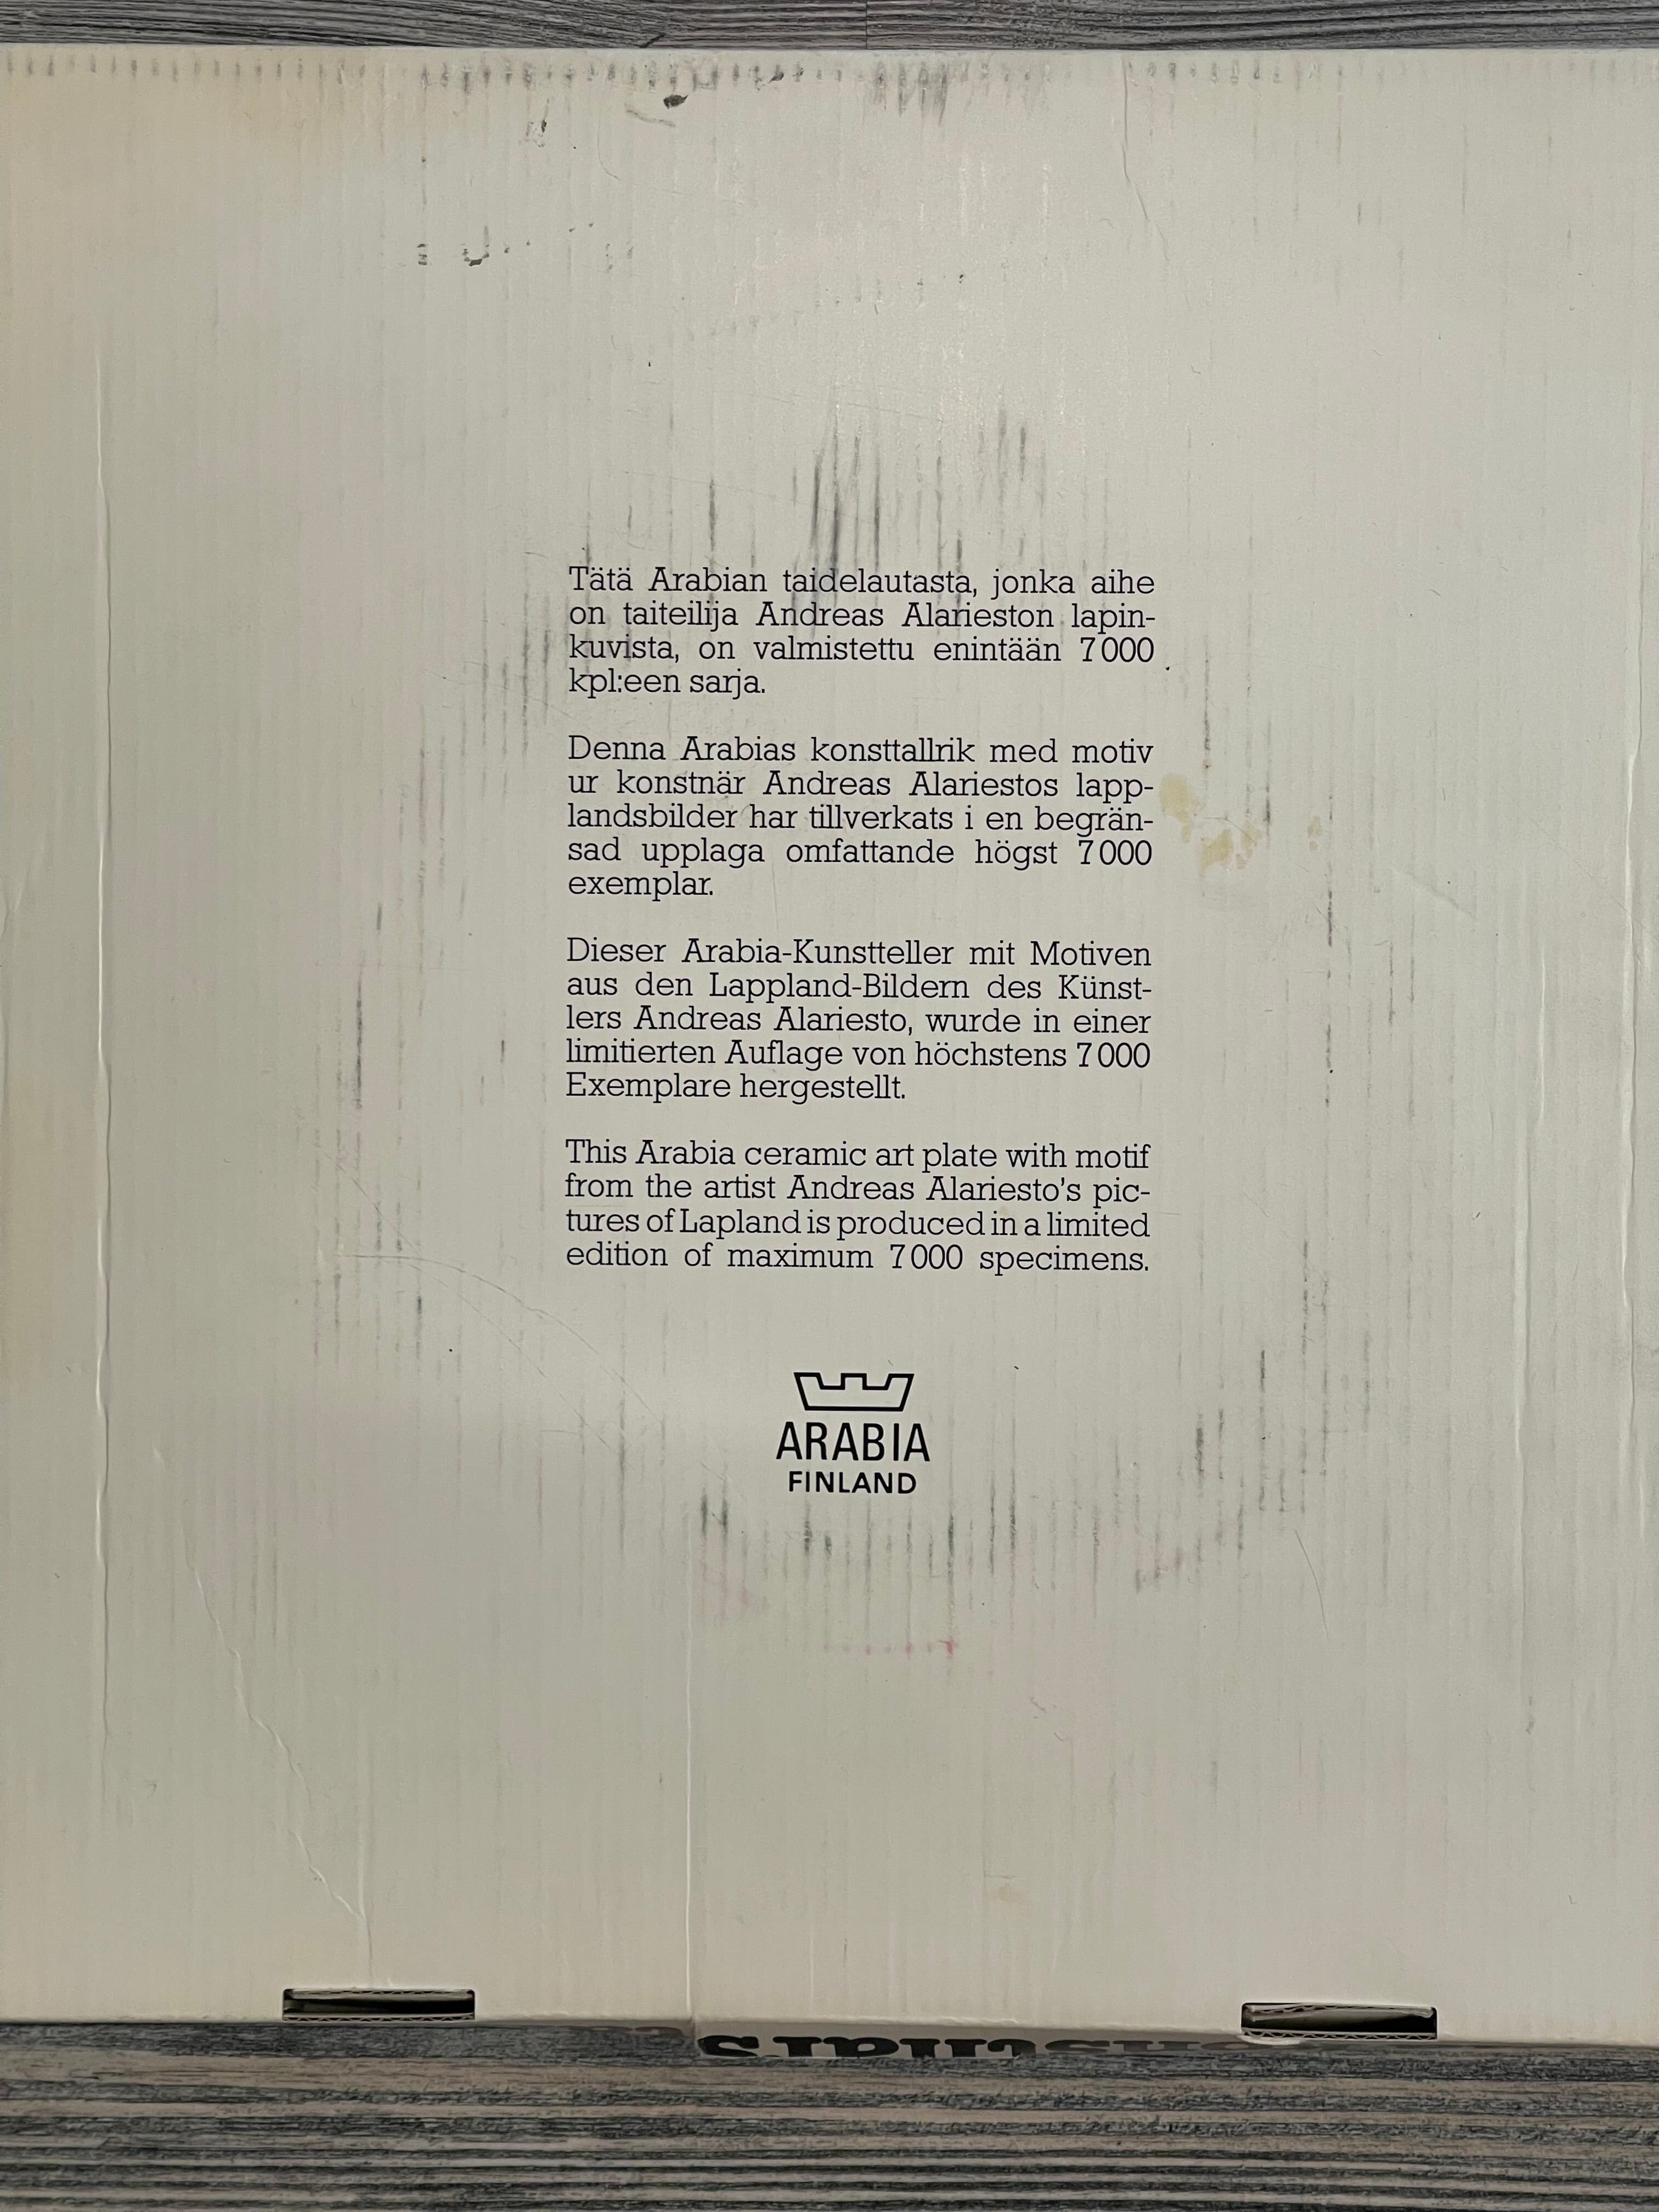 Tätä Arabian taidelautasta, jonka aihe
on taiteilija Andreas Alarieston lapin-
kuvista, on valmistettu enintään 7000
kpl:een sarja.
Denna Arabias konsttallrik med motiv
ur konstnär Andreas Alariestos lapp-
landsbilder har tillverkats i en begrän-
sad upplaga omfattande högst 7000
exemplar.
Dieser Arabia-Kunstteller mit Motiven
aus den Lappland-Bildern des Künst-
lers Andreas Alariesto, wurde in einer
limitierten Auflage von höchstens 7000
Exemplare hergestellt.
This Arabia ceramic art plate with motif
from the artist Andreas Alariesto's pic-
tures of Lapland is produced in a limited
edition of maximum 7000 specimens.
ARABIA
FINLAND